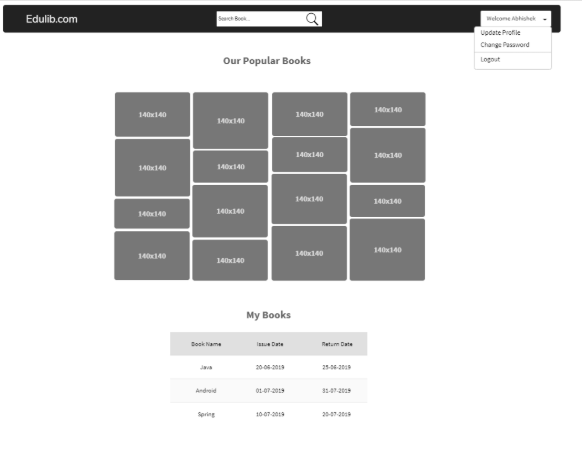 Edulib.com Search Book.. Welcome Abhishek
Update Profile
Change Password
Logout
Our Popular Books
140x140 140x140 140x140 140x140
140x140 140x140 140x140 140x140
140x140 140x140 140x140 140x140
140x140 140x140 140x140 140x140
My Books
Book Name Issue Date Return Date
Java 20-06-2019 25-06-2019
Android 01-07-2019 31-07-2019
Spring 10-07-2019 20-07-2019